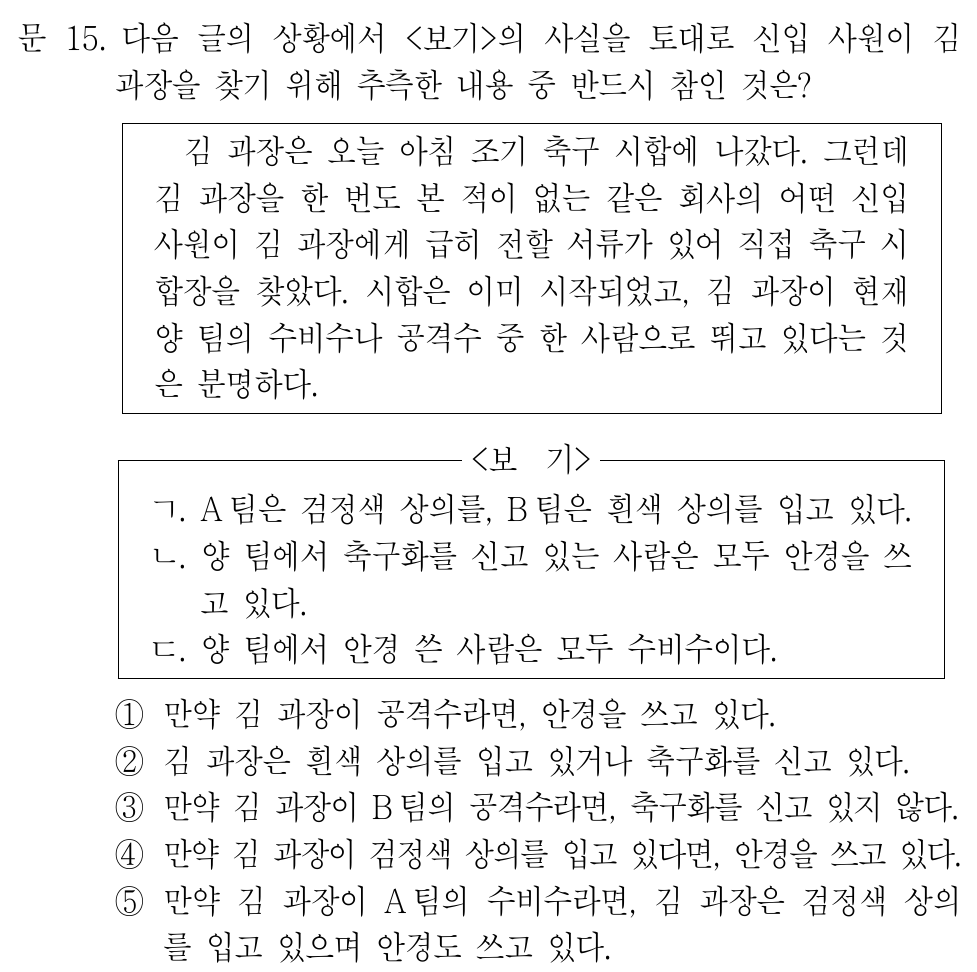 문 15. 다음 글의 상황에서 <보기>의 사실을 토대로 신입 사원이 김
과장을 찾기 위해 추측한 내용 중 반드시 참인 것은?
김 과장은 오늘 아침 조기 축구 시합에 나갔다. 그런데
김 과장을 한 번도 본 적이 없는 같은 회사의 어떤 신입
사원이 김 과장에게 급히 전할 서류가 있어 직접 축구 시
합장을 찾았다. 시합은 이미 시작되었고, 김 과장이 현재
양 팀의 수비수나 공격수 중 한 사람으로 뛰고 있다는 것
은 분명하다.
<보 기>
ㄱ. A팀은 검정색 상의를, B팀은 흰색 상의를 입고 있다.
ㄴ. 양 팀에서 축구화를 신고 있는 사람은 모두 안경을 쓰
고 있다.
ㄷ. 양 팀에서 안경 쓴 사람은 모두 수비수이다.
① 만약 김 과장이 공격수라면, 안경을 쓰고 있다.
② 김 과장은 흰색 상의를 입고 있거나 축구화를 신고 있다.
③ 만약 김 과장이 B팀의 공격수라면, 축구화를 신고 있지 않다.
④ 만약 김 과장이 검정색 상의를 입고 있다면, 안경을 쓰고 있다.
⑤ 만약 김 과장이 A팀의 수비수라면, 김 과장은 검정색 상의
를 입고 있으며 안경도 쓰고 있다.